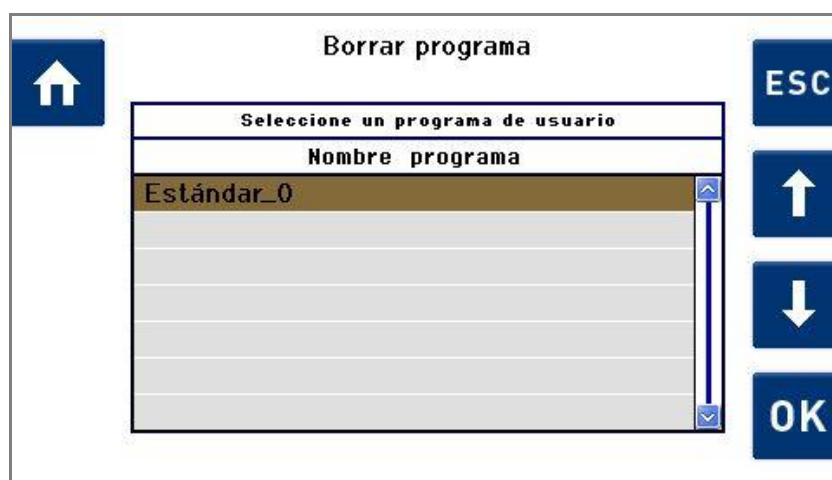 Borrar programa
ESC
Seleccione un programa de usuario
Nombre programa
Estándar_0
OK